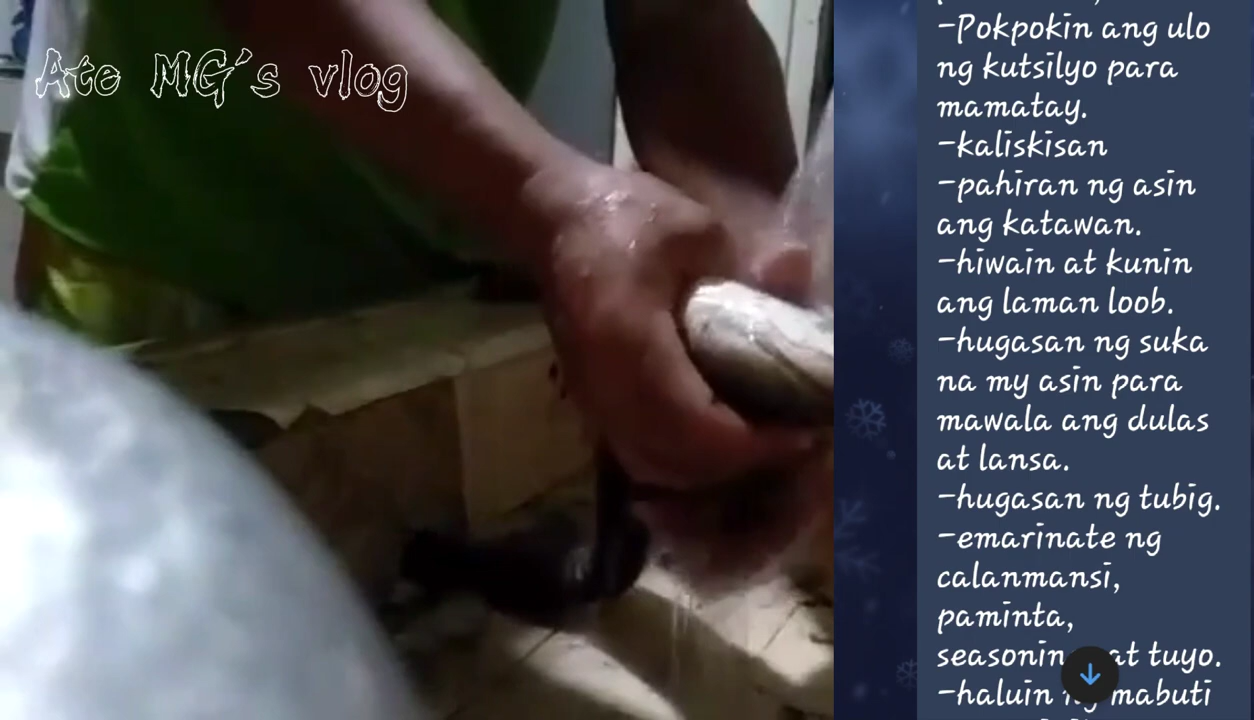 Ate MG's vlog
-Pokpokin ang ulo
ng kutsilyo para
mamatay.
-kaliskisan
-pahiran ng asin
ang katawan.
-hiwain at kunin
ang laman loob.
-hugasan ng suka
na my asin para
mawala ang dulas
at lansa.
-hugasan ng tubig.
-emarinate ng
calanmansi,
paminta,
at tuyo.
-haluin ng mabuti